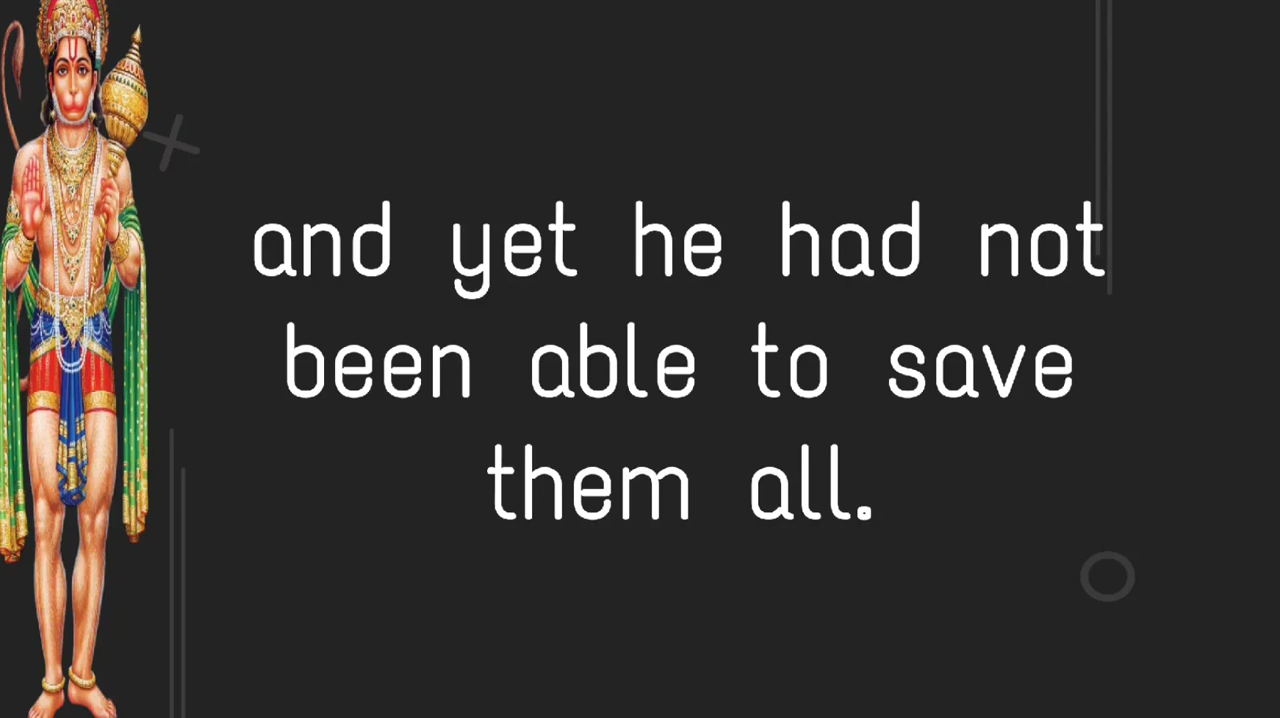 and yet he had not
been able to save
them all.